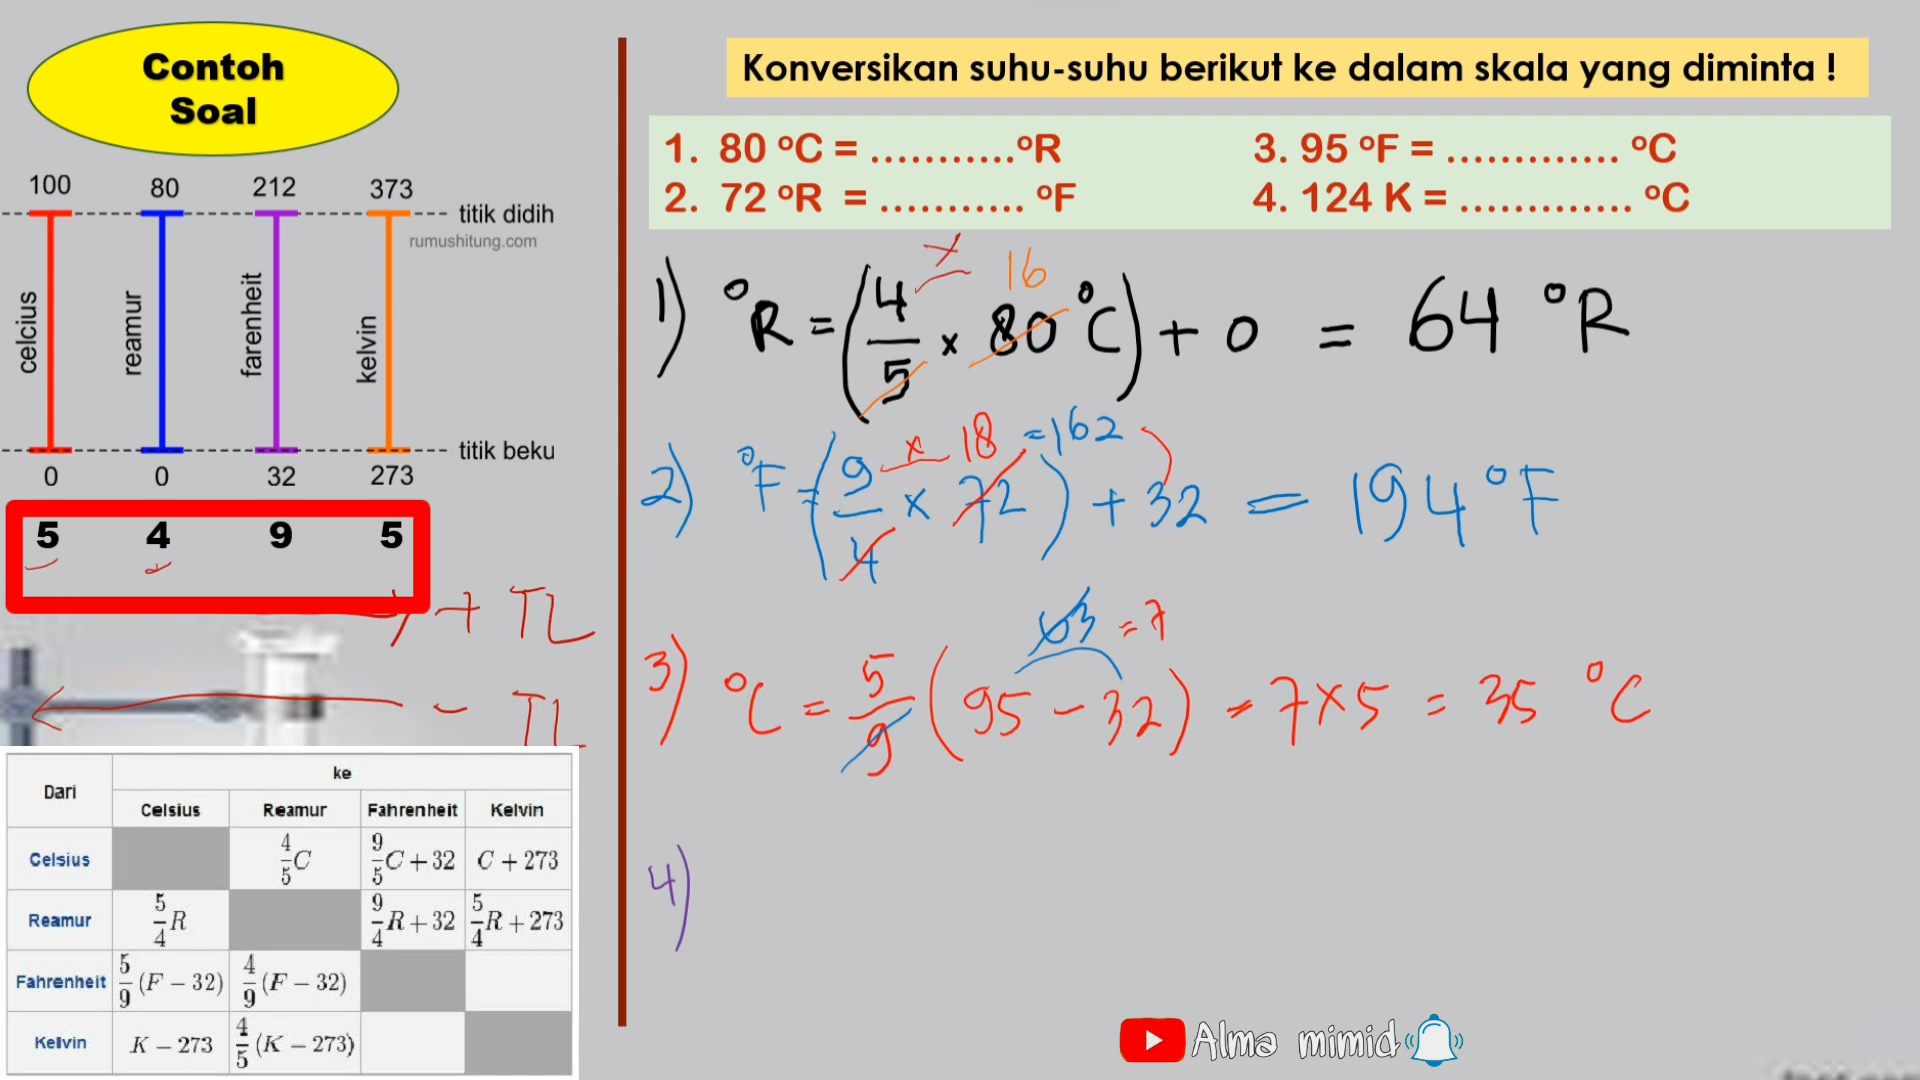 Contoh
Soal
100 80 212 373
titik didih
rumushitung.com
celcius
reamur
farenheit
kelvin
titik beku
0 0 32 273
5 4 9 5
+ TL
- TL
Dari ke
Celsius Reamur Fahrenheit Kelvin
Celsius 4/5 C 9/5 C + 32 C + 273
Reamur 5/4 R 9/4 R + 32 5/4 R + 273
Fahrenheit 5/9 (F − 32) 4/9 (F − 32)
Kelvin K − 273 4/5 (K − 273)
Konversikan suhu-suhu berikut ke dalam skala yang diminta !
1. 80 °C = ...........°R
2. 72 °R = ........... °F
3. 95 °F = ............. °C
4. 124 K = ............. °C
x 16
1) °R = (4/5 x 80 °C) + 0 = 64 °R
x 18 = 162
2) °F = (9/4 x 72) + 32 = 194 °F
63 = 7
3) °C = 5/9 (95 - 32) = 7 x 5 = 35 °C
4)
Alma mimid